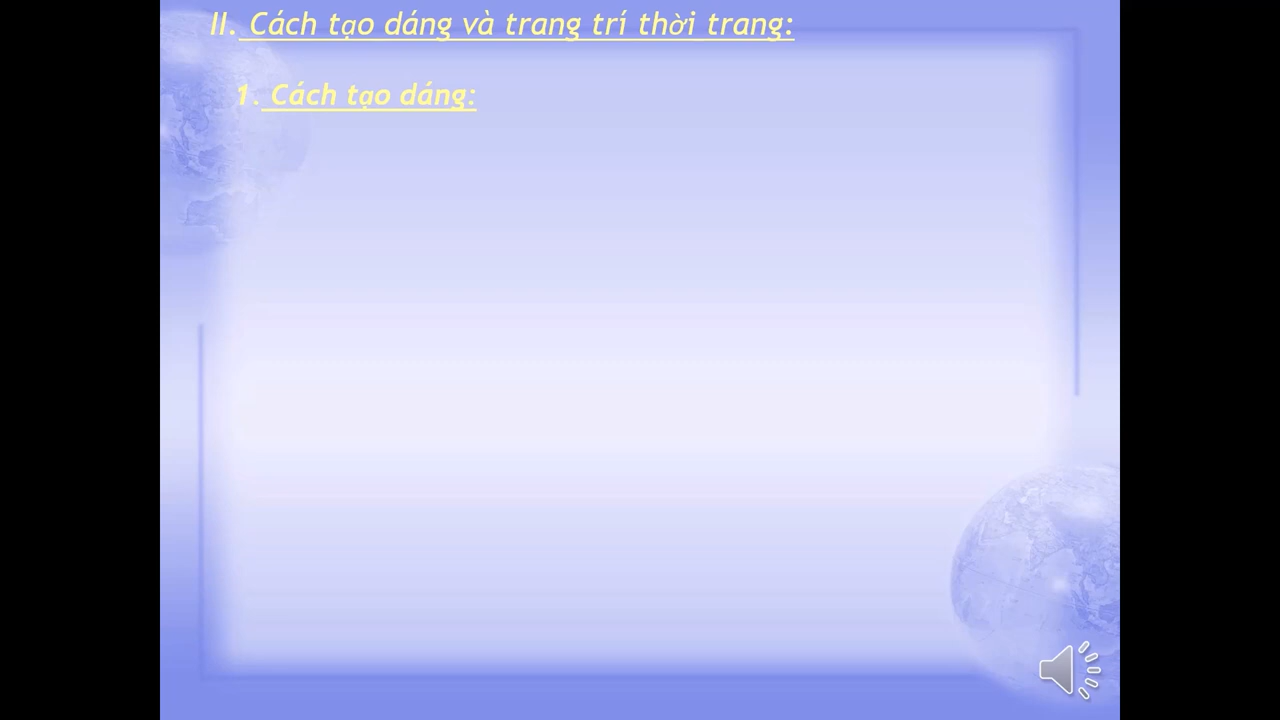 II. Cách tạo dáng và trang trí thời trang:
1. Cách tạo dáng: